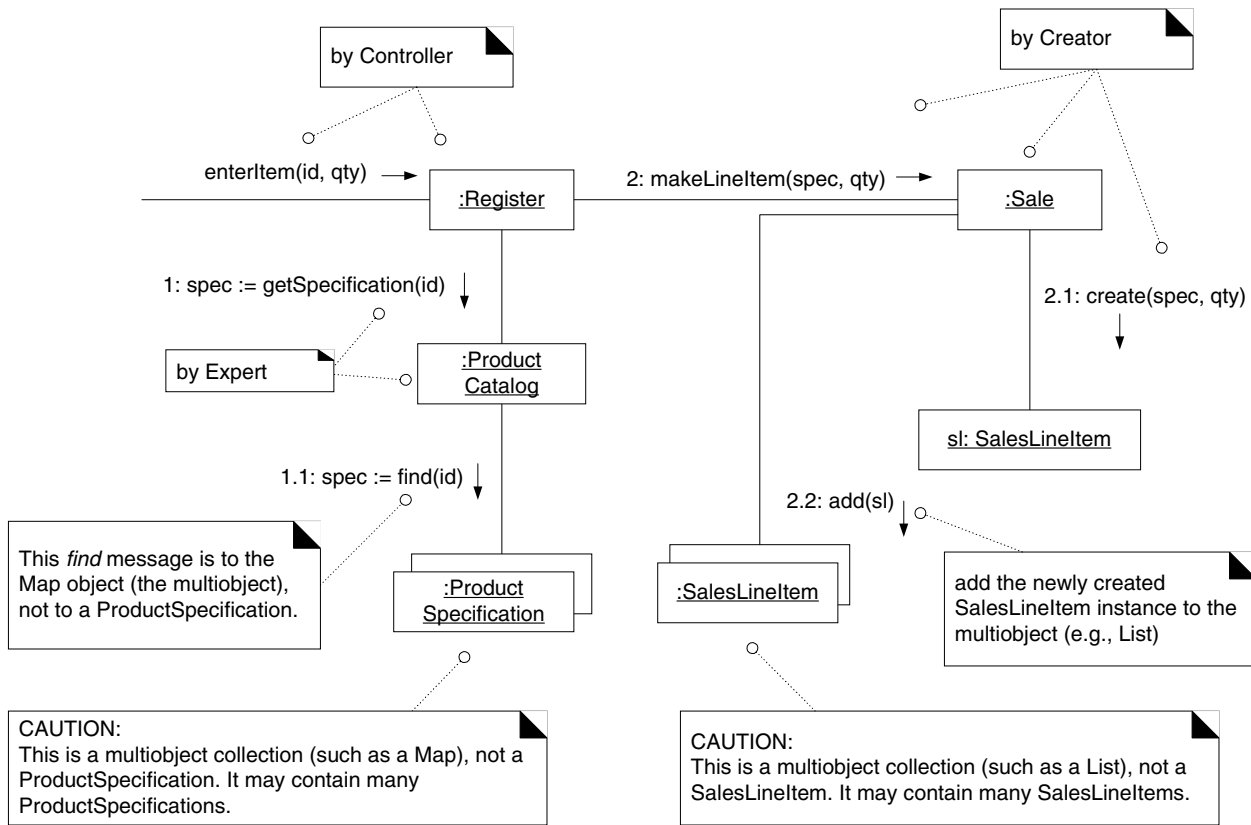 by Controller
by Creator
enterItem(id, qty)
2: makeLineItem(spec, qty)
:Register
:Sale
1: spec := getSpecification(id)
2.1: create(spec, qty)
by Expert
:Product
Catalog
sl: SalesLineItem
1.1: spec := find(id)
2.2: add(sl)
This find message is to the
Map object (the multiobject),
not to a ProductSpecification.
:Product
Specification
:SalesLineItem
add the newly created
SalesLineItem instance to the
multiobject (e.g., List)
CAUTION:
This is a multiobject collection (such as a Map), not a
ProductSpecification. It may contain many
ProductSpecifications.
CAUTION:
This is a multiobject collection (such as a List), not a
SalesLineItem. It may contain many SalesLineItems.